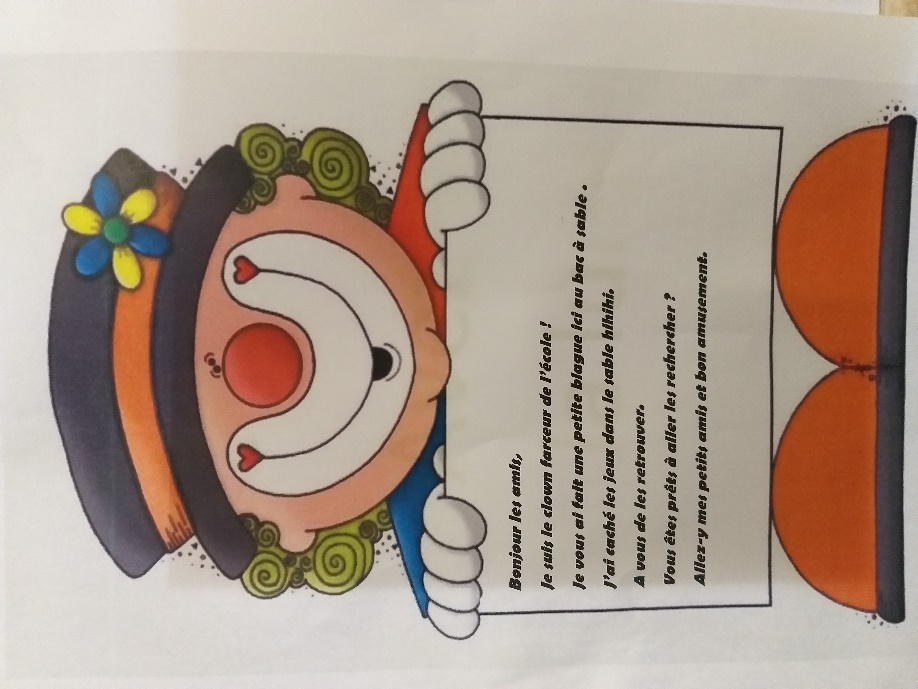 Bonjour les amis,
Je suis le clown farceur de l'école !
Je vous ai fait une petite blague ici au bac à sable .
J'ai caché les jeux dans le sable hihihi.
A vous de les retrouver.
Vous êtes prêts à aller les rechercher ?
Allez-y mes petits amis et bon amusement.